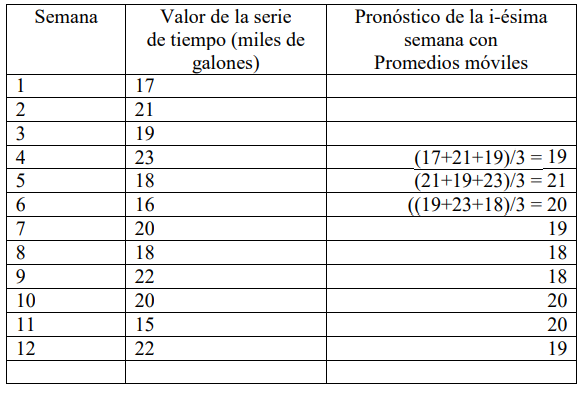 Semana Valor de la serie Pronóstico de la i-ésima
de tiempo (miles de semana con
galones) Promedios móviles
1 17
2 21
3 19
4 23 (17+21+19)/3 = 19
5 18 (21+19+23)/3 = 21
6 16 ((19+23+18)/3 = 20
7 20 19
8 18 18
9 22 18
10 20 20
11 15 20
12 22 19